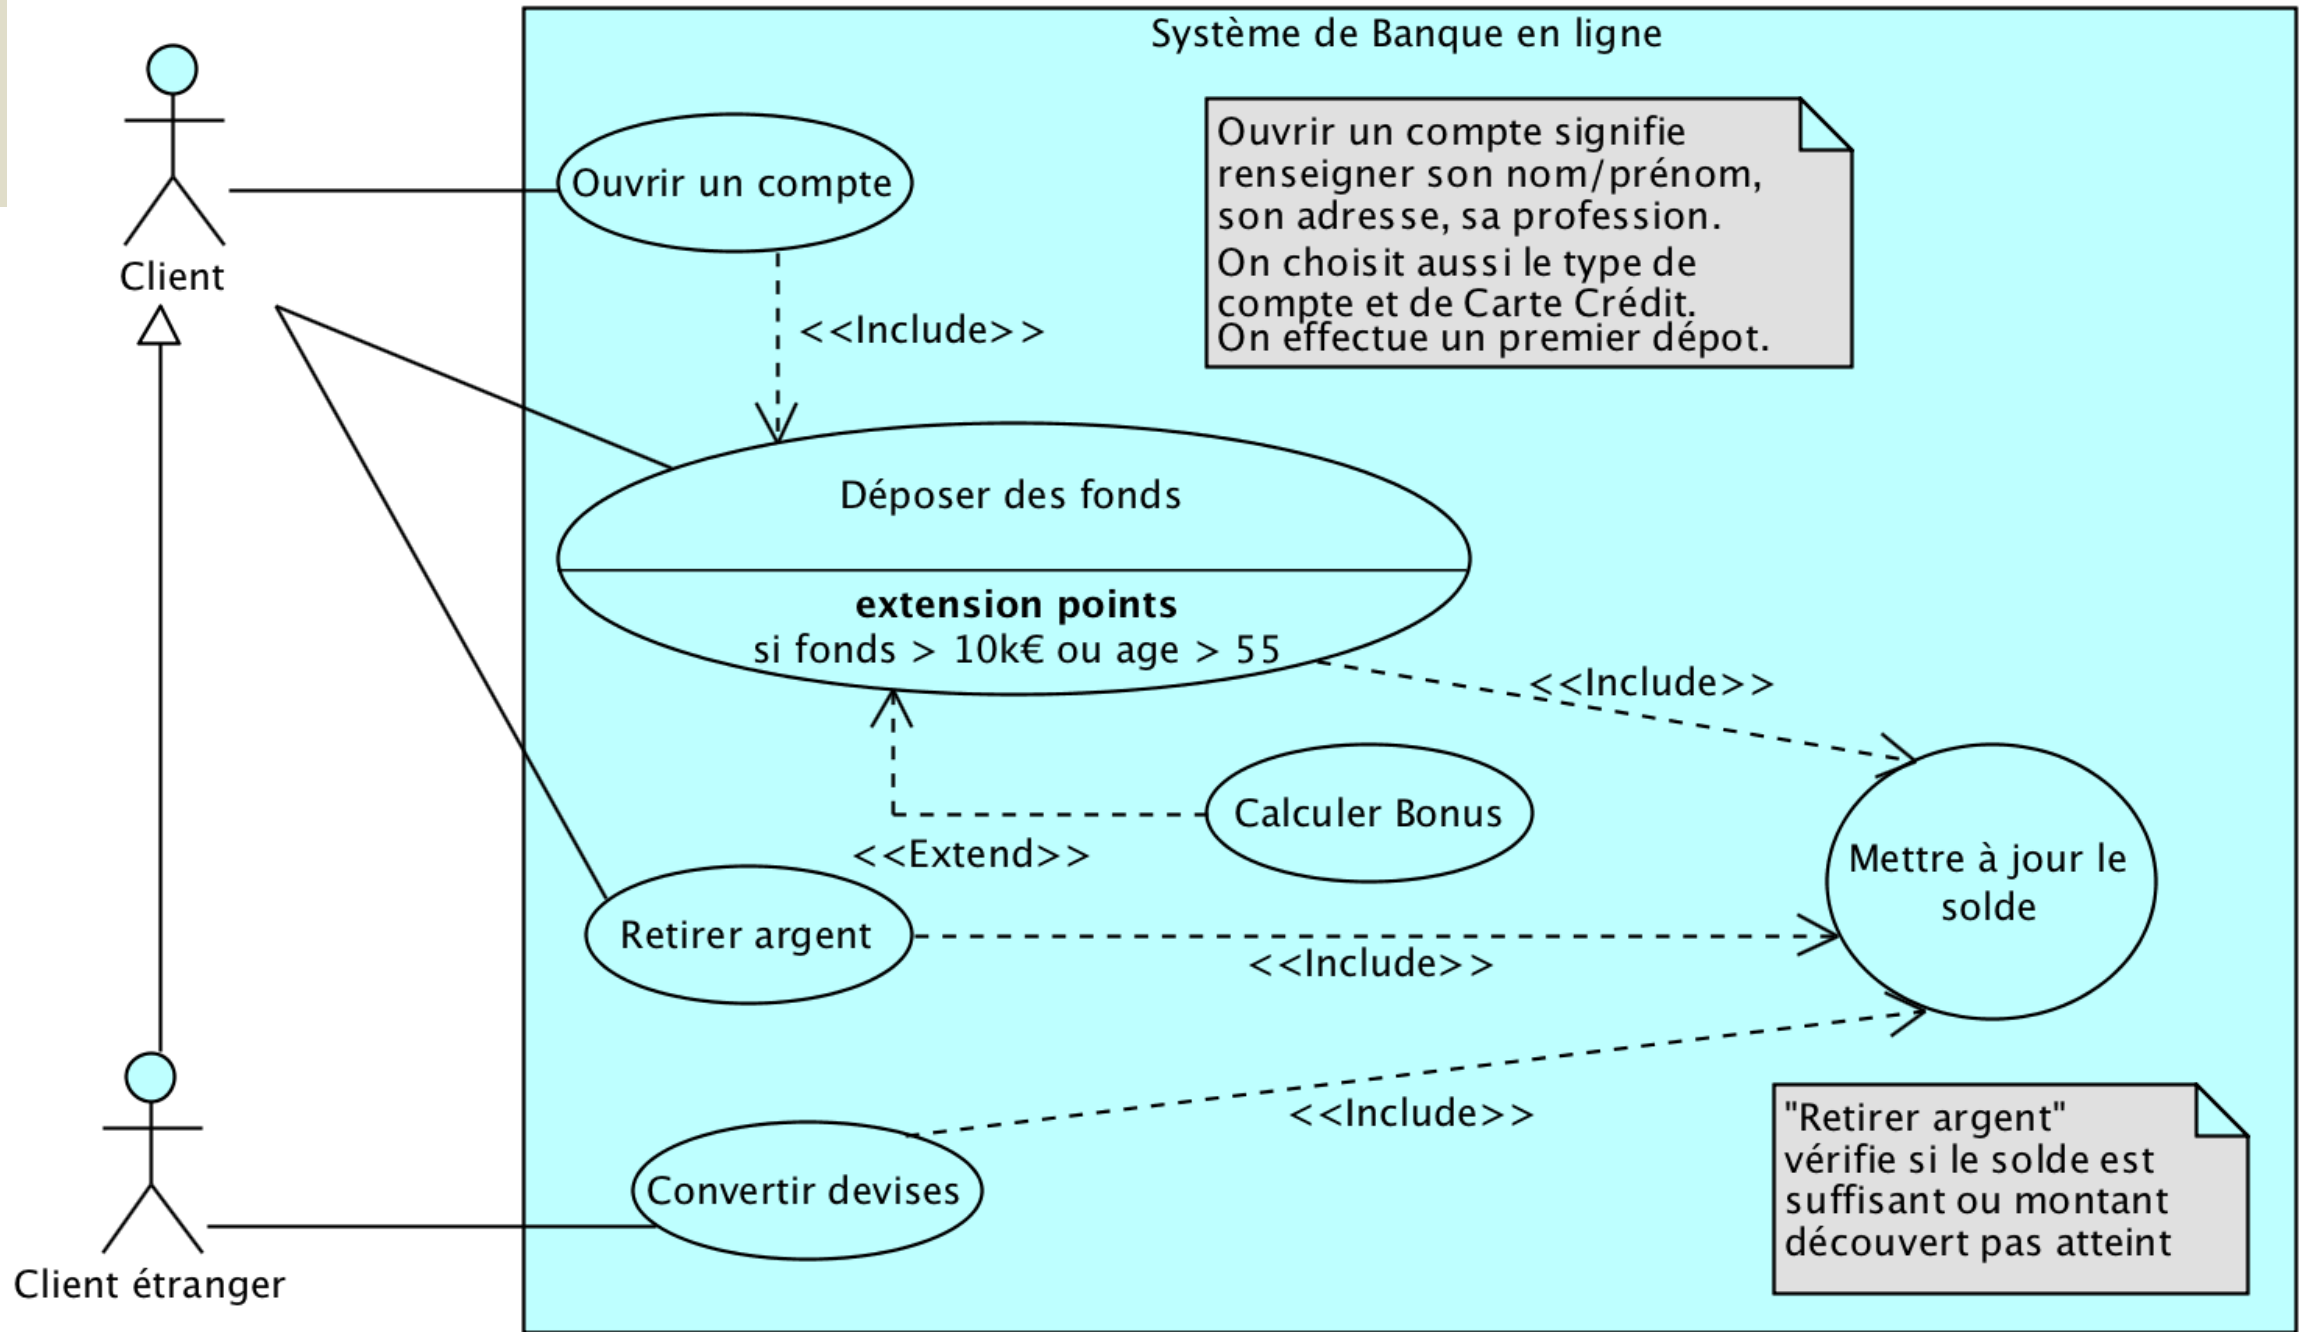 Système de Banque en ligne
Ouvrir un compte signifie
renseigner son nom/prénom,
son adresse, sa profession.
On choisit aussi le type de
compte et de Carte Crédit.
On effectue un premier dépot.
Ouvrir un compte
Client
<<Include>>
Déposer des fonds
extension points
si fonds > 10k€ ou age > 55
<<Include>>
Calculer Bonus
<<Extend>>
Mettre à jour le
solde
Retirer argent
<<Include>>
<<Include>>
Convertir devises
"Retirer argent"
vérifie si le solde est
suffisant ou montant
découvert pas atteint
Client étranger